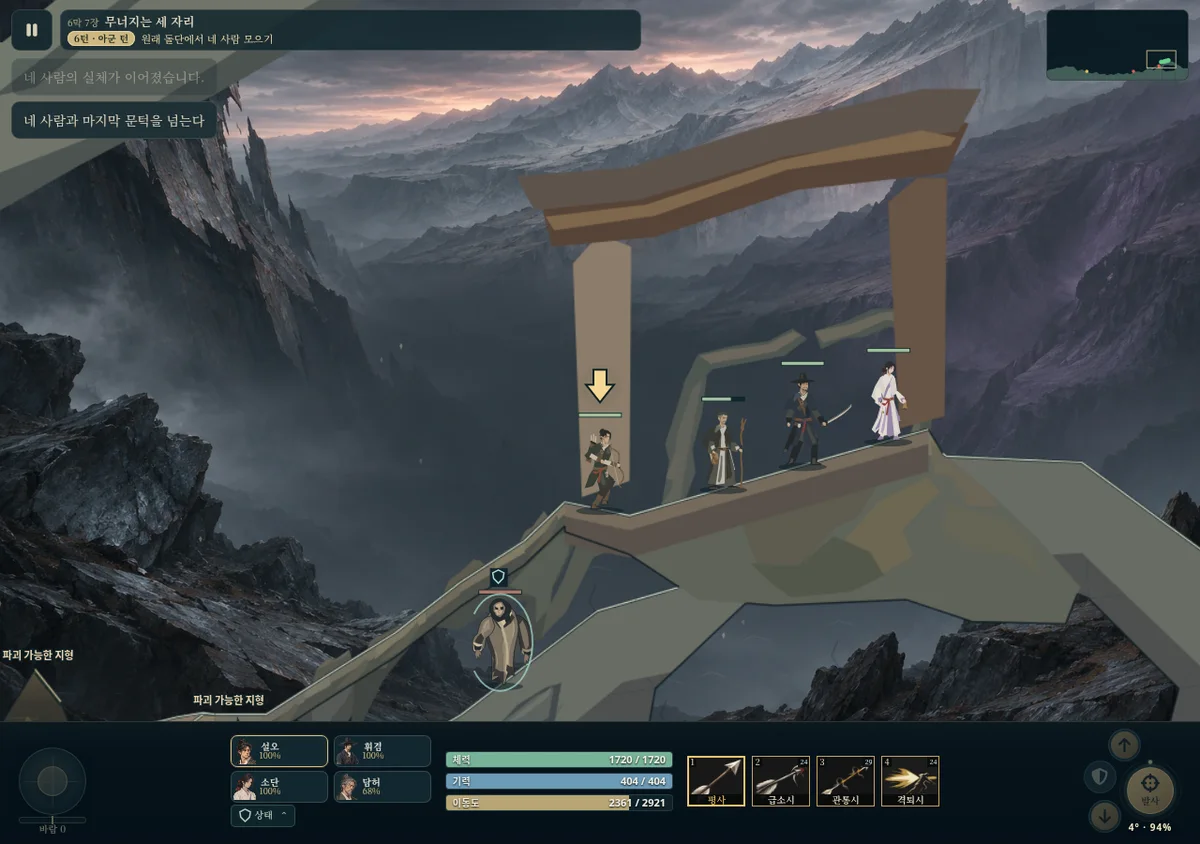 6막 7장 무너지는 세 자리
6턴 · 아군 턴 원래 돌단에서 네 사람 모으기
네 사람의 실체가 이어졌습니다.
네 사람과 마지막 문턱을 넘는다
파괴 가능한 지형
파괴 가능한 지형
설오
100%
휘겸
100%
소단
100%
담허
68%
상태
체력 1720 / 1720
기력 404 / 404
이동도 2361 / 2921
1
평사
2 24
급소시
3 29
관통시
4 24
격퇴시
발사
4° · 94%
바람 0